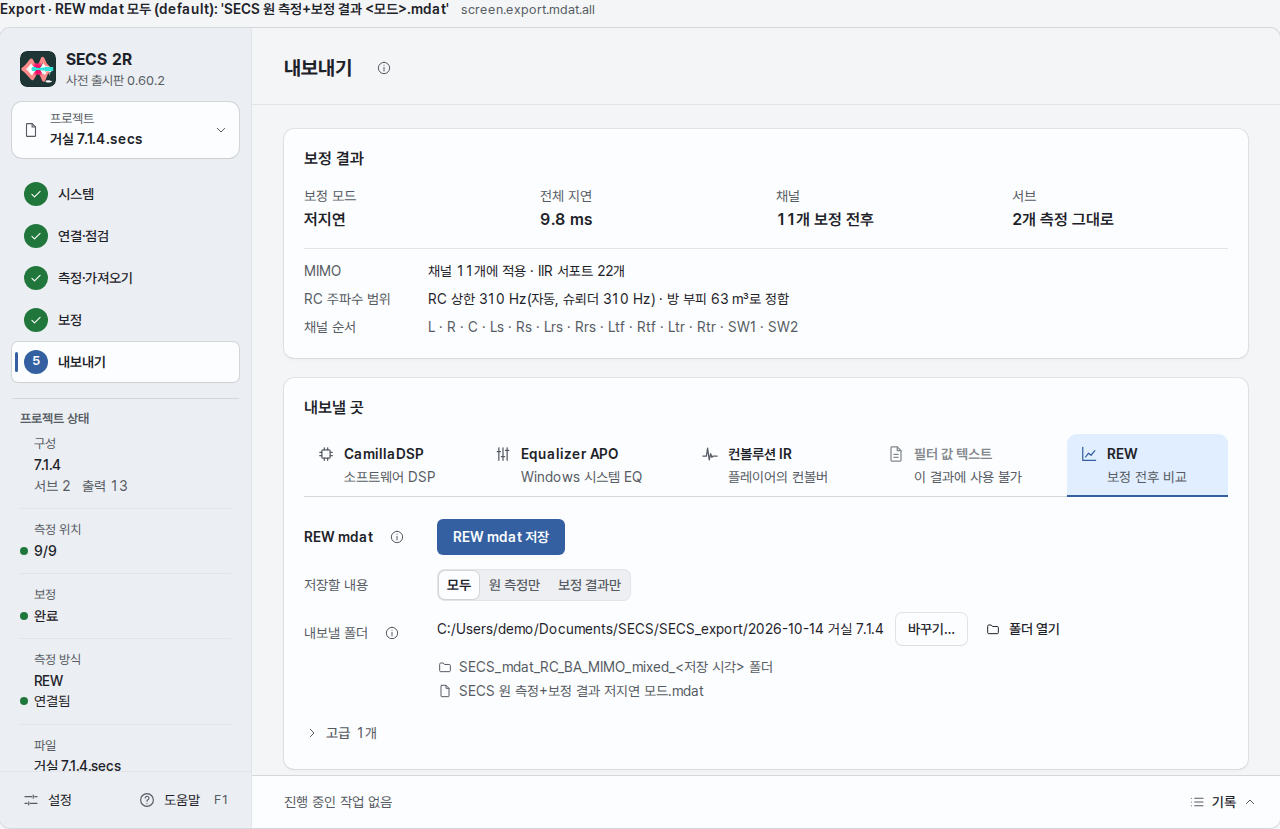 Export · REW mdat 모두 (default): 'SECS 원 측정+보정 결과 <모드>.mdat' screen.export.mdat.all
SECS 2R
사전 출시판 0.60.2
프로젝트
거실 7.1.4.secs
시스템
연결·점검
측정·가져오기
보정
5 내보내기
프로젝트 상태
구성
7.1.4
서브 2 출력 13
측정 위치
9/9
보정
완료
측정 방식
REW
연결됨
파일
거실 7.1.4.secs
설정
도움말 F1
내보내기
보정 결과
보정 모드 전체 지연 채널 서브
저지연 9.8 ms 11개 보정 전후 2개 측정 그대로
MIMO 채널 11개에 적용 · IIR 서포트 22개
RC 주파수 범위 RC 상한 310 Hz(자동, 슈뢰더 310 Hz) · 방 부피 63 m³로 정함
채널 순서 L · R · C · Ls · Rs · Lrs · Rrs · Ltf · Rtf · Ltr · Rtr · SW1 · SW2
내보낼 곳
CamillaDSP Equalizer APO 컨볼루션 IR 필터 값 텍스트 REW
소프트웨어 DSP Windows 시스템 EQ 플레이어의 컨볼버 이 결과에 사용 불가 보정 전후 비교
REW mdat REW mdat 저장
저장할 내용 모두 원 측정만 보정 결과만
내보낼 폴더 C:/Users/demo/Documents/SECS/SECS_export/2026-10-14 거실 7.1.4 바꾸기... 폴더 열기
SECS_mdat_RC_BA_MIMO_mixed_<저장 시각> 폴더
SECS 원 측정+보정 결과 저지연 모드.mdat
고급 1개
진행 중인 작업 없음
기록